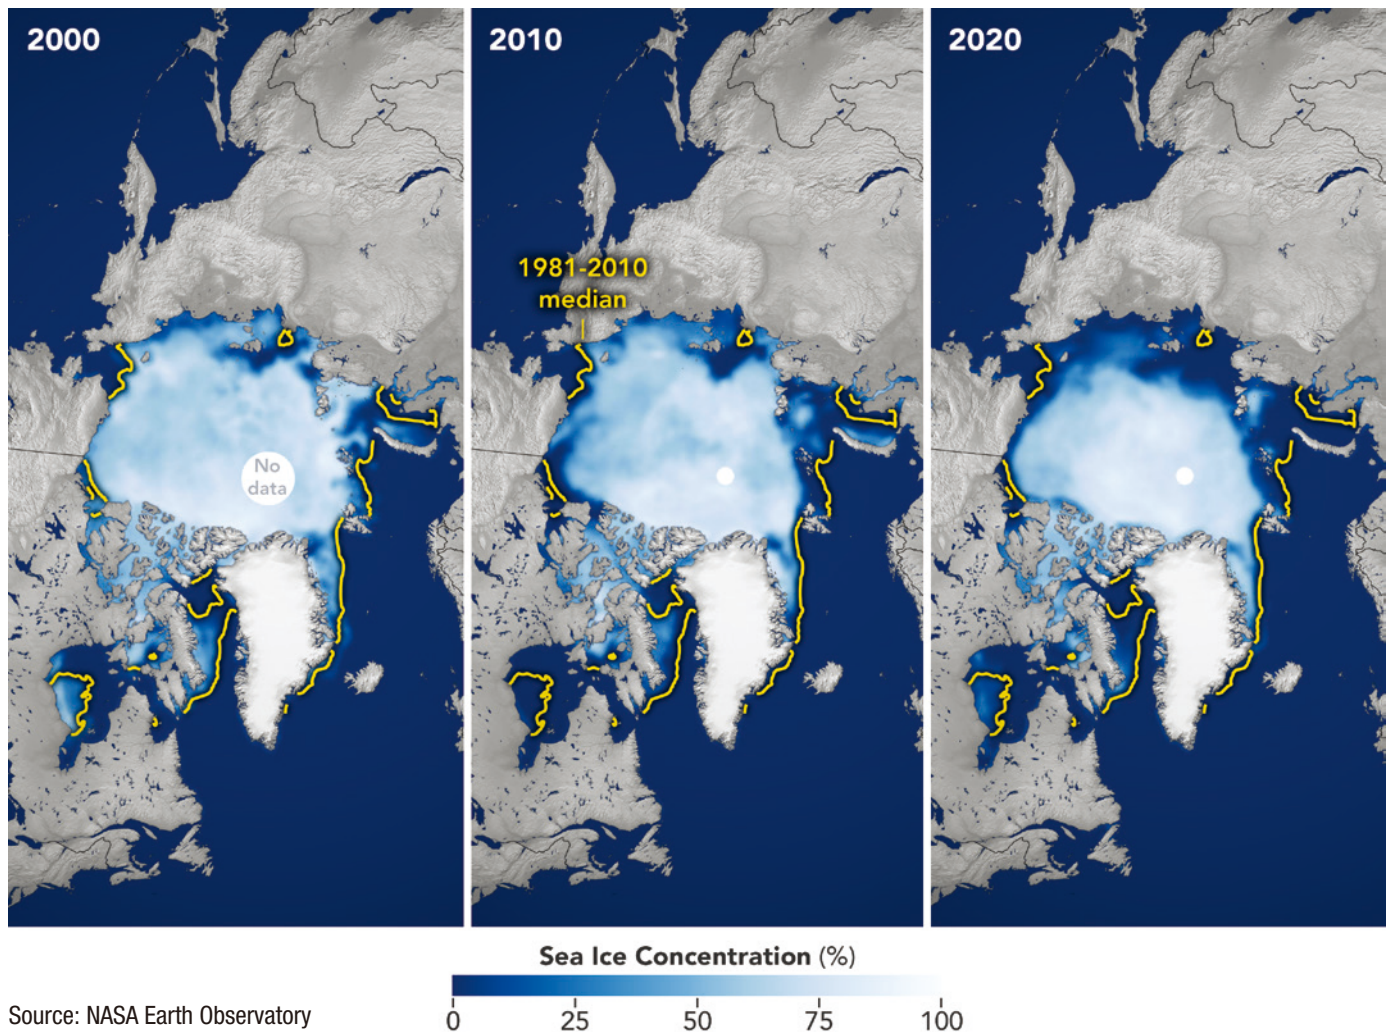 2000
2010
2020
1981-2010
median
No
data
Sea Ice Concentration (%)
0 25 50 75 100
Source: NASA Earth Observatory